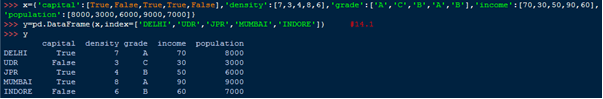 >>> x={'capital':[True,False,True,True,False],'density':[7,3,4,8,6],'grade':['A','C','B','A','B'],'income':[70,30,50,90,60],
'population':[8000,3000,6000,9000,7000]}
>>> y=pd.DataFrame(x,index=['DELHI','UDR','JPR','MUMBAI','INDORE']) #14.1
>>> y
capital density grade income population
DELHI True 7 A 70 8000
UDR False 3 C 30 3000
JPR True 4 B 50 6000
MUMBAI True 8 A 90 9000
INDORE False 6 B 60 7000